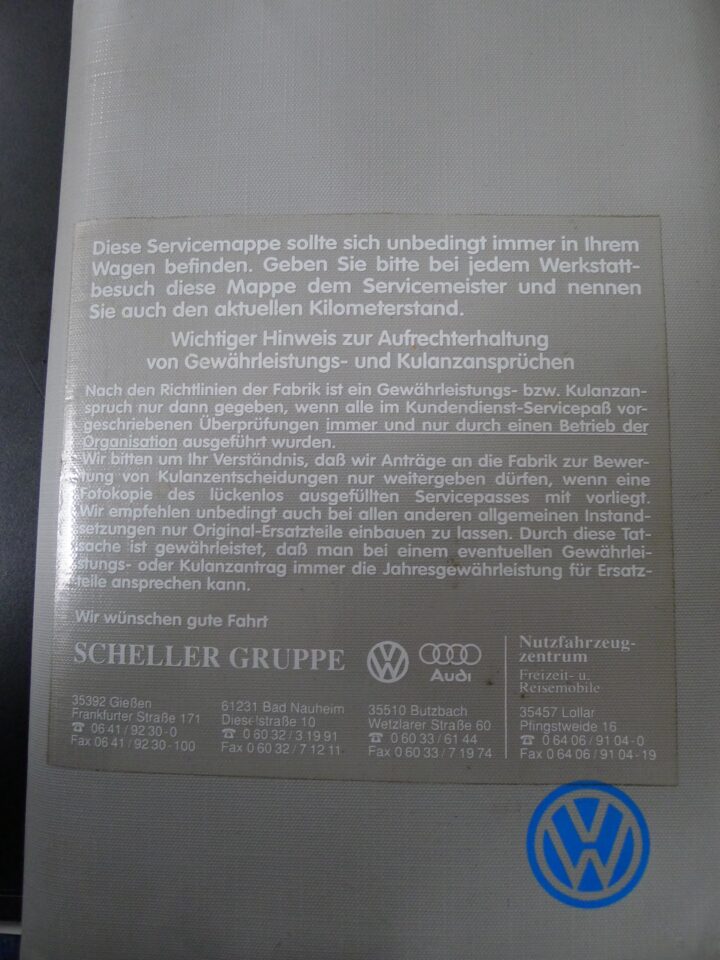 Diese Servicemappe sollte sich unbedingt immer in Ihrem
Wagen befinden. Geben Sie bitte bei jedem Werkstatt-
besuch diese Mappe dem Servicemeister und nennen
Sie auch den aktuellen Kilometerstand.
Wichtiger Hinweis zur Aufrechterhaltung
von Gewährleistungs- und Kulanzansprüchen
Nach den Richtlinien der Fabrik ist ein Gewährleistungs- bzw. Kulanzan-
spruch nur dann gegeben, wenn alle im Kundendienst-Servicepaß vor-
geschriebenen Überprüfungen immer und nur durch einen Betrieb der
Organisation ausgeführt wurden.
Wir bitten um Ihr Verständnis, daß wir Anträge an die Fabrik zur Bewer-
tung von Kulanzentscheidungen nur weitergeben dürfen, wenn eine
Fotokopie des lückenlos ausgefüllten Servicepasses mit vorliegt.
Wir empfehlen unbedingt auch bei allen anderen allgemeinen Instand-
setzungen nur Original-Ersatzteile einbauen zu lassen. Durch diese Tat-
sache ist gewährleistet, daß man bei einem eventuellen Gewährlei-
stungs- oder Kulanzantrag immer die Jahresgewährleistung für Ersatz-
teile ansprechen kann.
Wir wünschen gute Fahrt
SCHELLER GRUPPE
Audi
Nutzfahrzeug-
zentrum
Freizeit- u.
Reisemobile
35392 Gießen
Frankfurter Straße 171
☎ 06 41 / 92 30 - 0
Fax 06 41 / 92 30 - 100
61231 Bad Nauheim
Dieselstraße 10
☎ 0 60 32 / 3 19 91
Fax 0 60 32 / 7 12 11
35510 Butzbach
Wetzlarer Straße 60
☎ 0 60 33 / 61 44
Fax 0 60 33 / 7 19 74
35457 Lollar
Pfingstweide 16
☎ 0 64 06 / 91 04 - 0
Fax 0 64 06 / 91 04 - 19